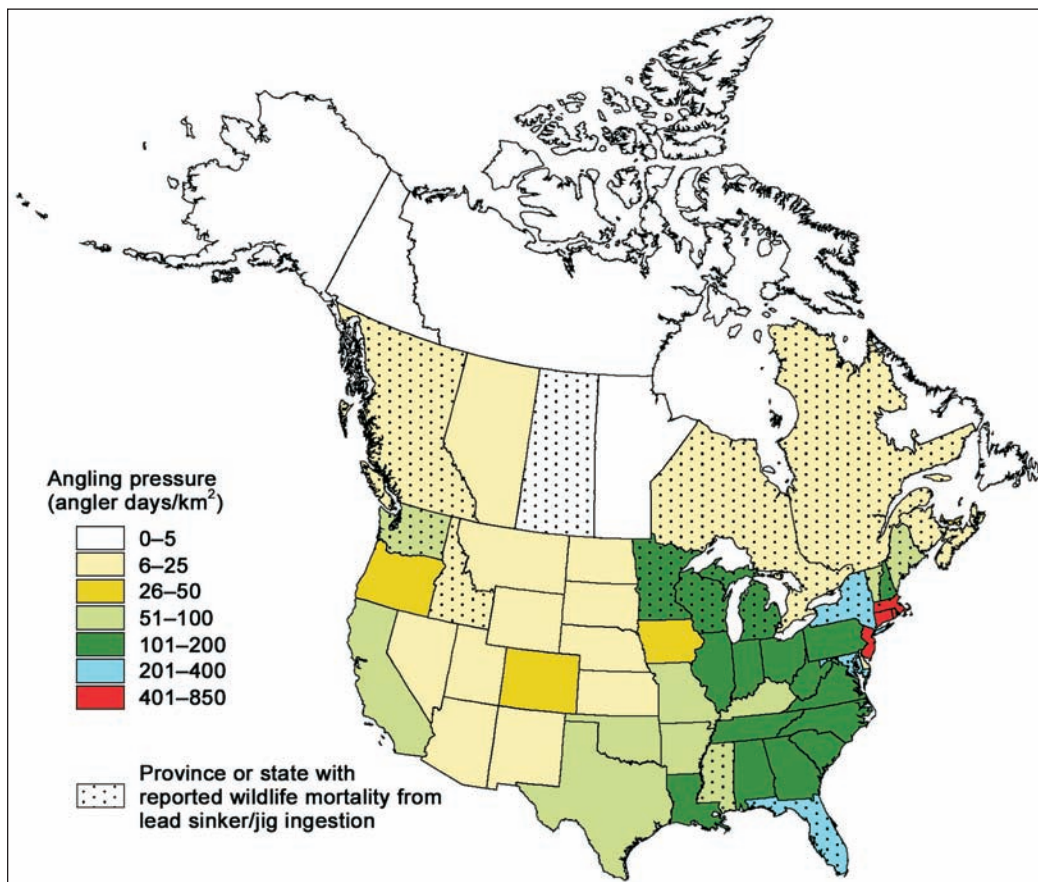 Angling pressure
(angler days/km²)
0–5
6–25
26–50
51–100
101–200
201–400
401–850
Province or state with
reported wildlife mortality from
lead sinker/jig ingestion